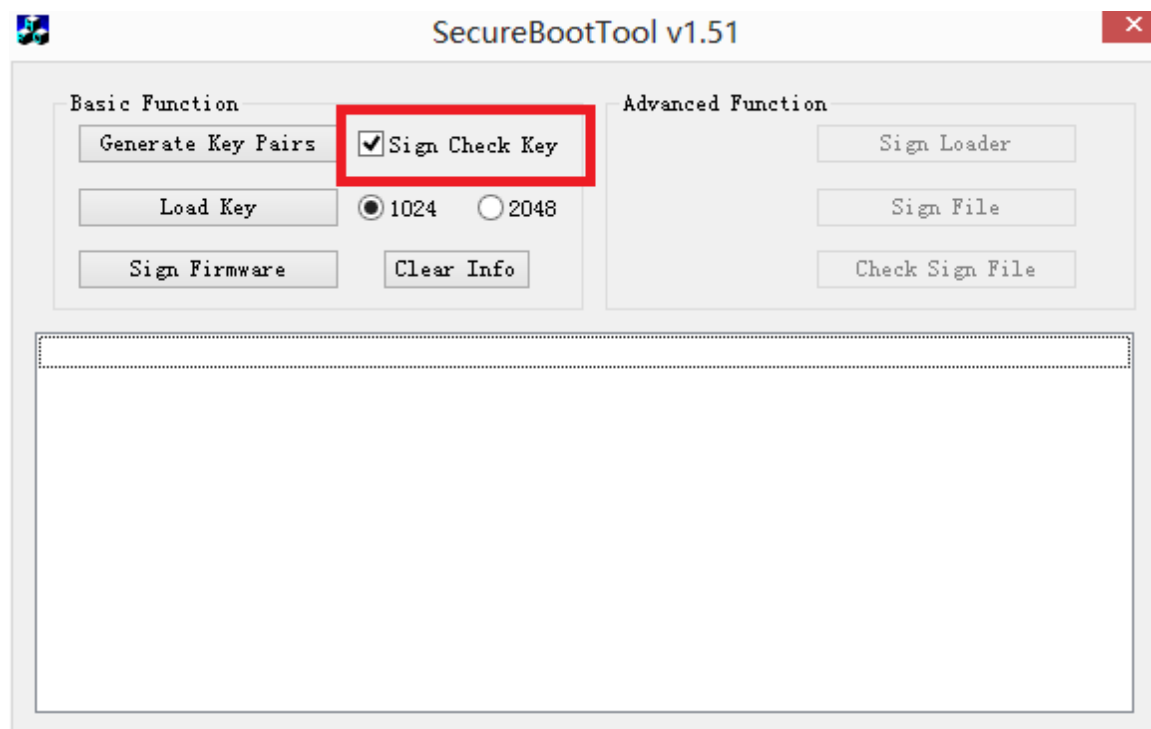 SecureBootTool v1.51
Basic Function
Generate Key Pairs
Sign Check Key
Load Key
1024
2048
Sign Firmware
Clear Info
Advanced Function
Sign Loader
Sign File
Check Sign File